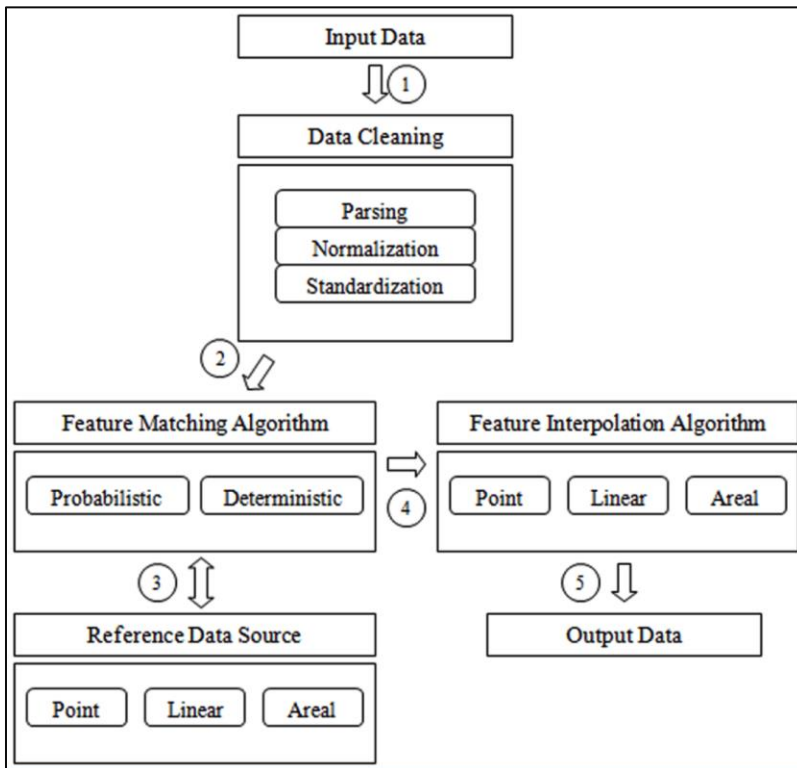 Input Data
1
Data Cleaning
Parsing
Normalization
Standardization
2
Feature Matching Algorithm
Probabilistic Deterministic
4
Feature Interpolation Algorithm
Point Linear Areal
3
Reference Data Source
Point Linear Areal
5
Output Data